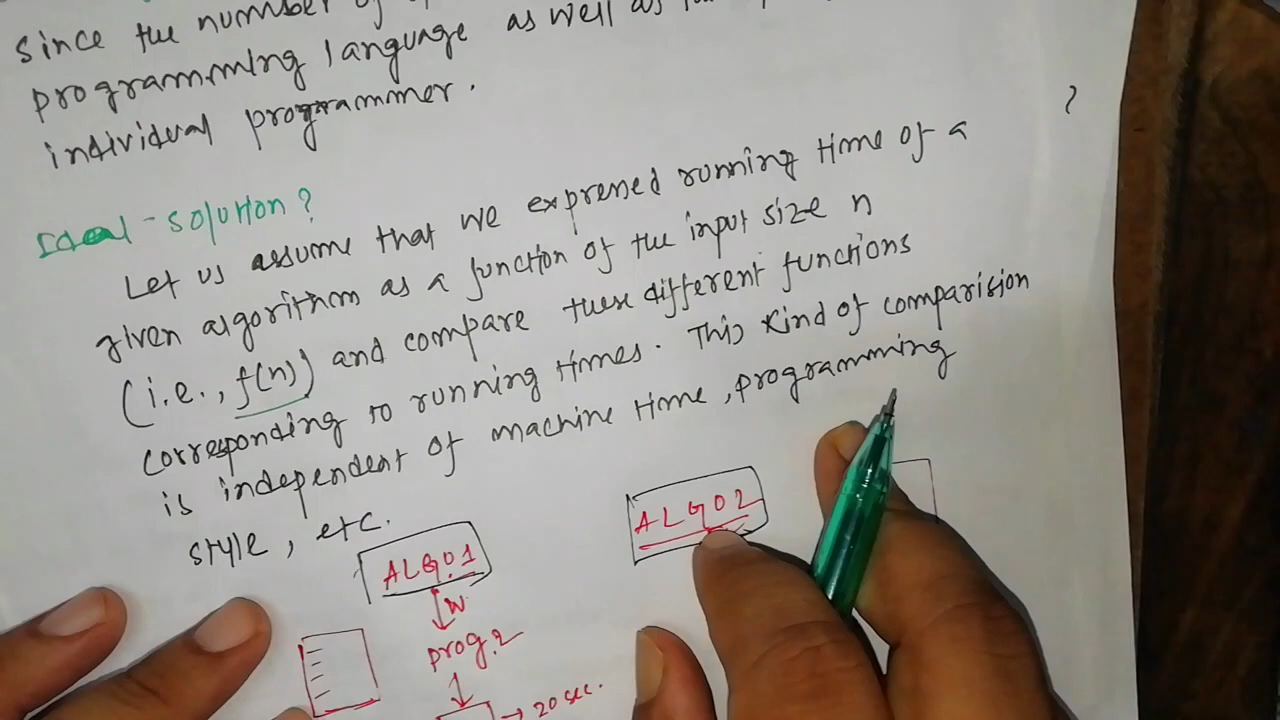 since the number of
programming language as well as
individual programmer.
?
Ideal-solution?
Let us assume that we expressed running time of a
given algorithm as a function of the input size n
(i.e., f(n)) and compare these different functions
corresponding to running times. This kind of comparision
is independent of machine time, programming
style, etc.
ALGO1
ALGO2
prog.2
→ 20 sec.